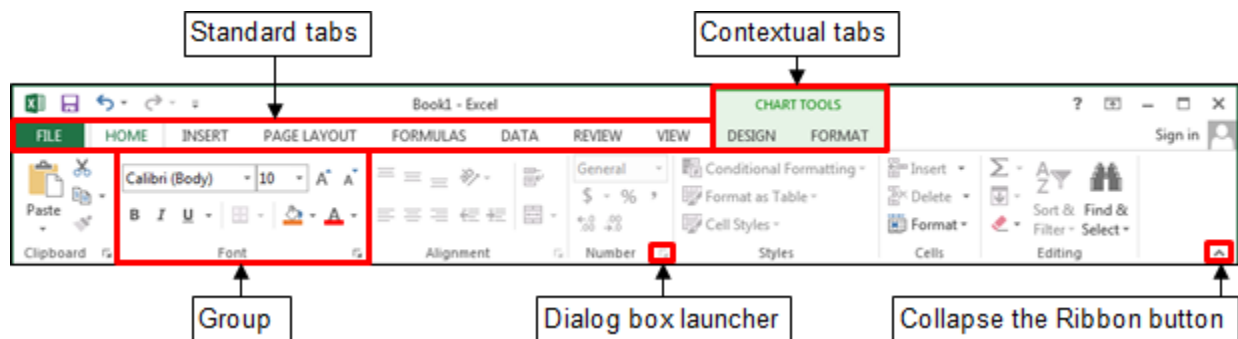 Standard tabs
Contextual tabs
Book1 - Excel
CHART TOOLS
?
FILE HOME INSERT PAGE LAYOUT FORMULAS DATA REVIEW VIEW DESIGN FORMAT
Sign in
Paste
Clipboard
Calibri (Body) 10 A A
B I U A
Font
Alignment
General
$ % ,
Number
Conditional Formatting
Format as Table
Cell Styles
Styles
Insert
Delete
Format
Cells
Sort & Filter
Find & Select
Editing
Group
Dialog box launcher
Collapse the Ribbon button